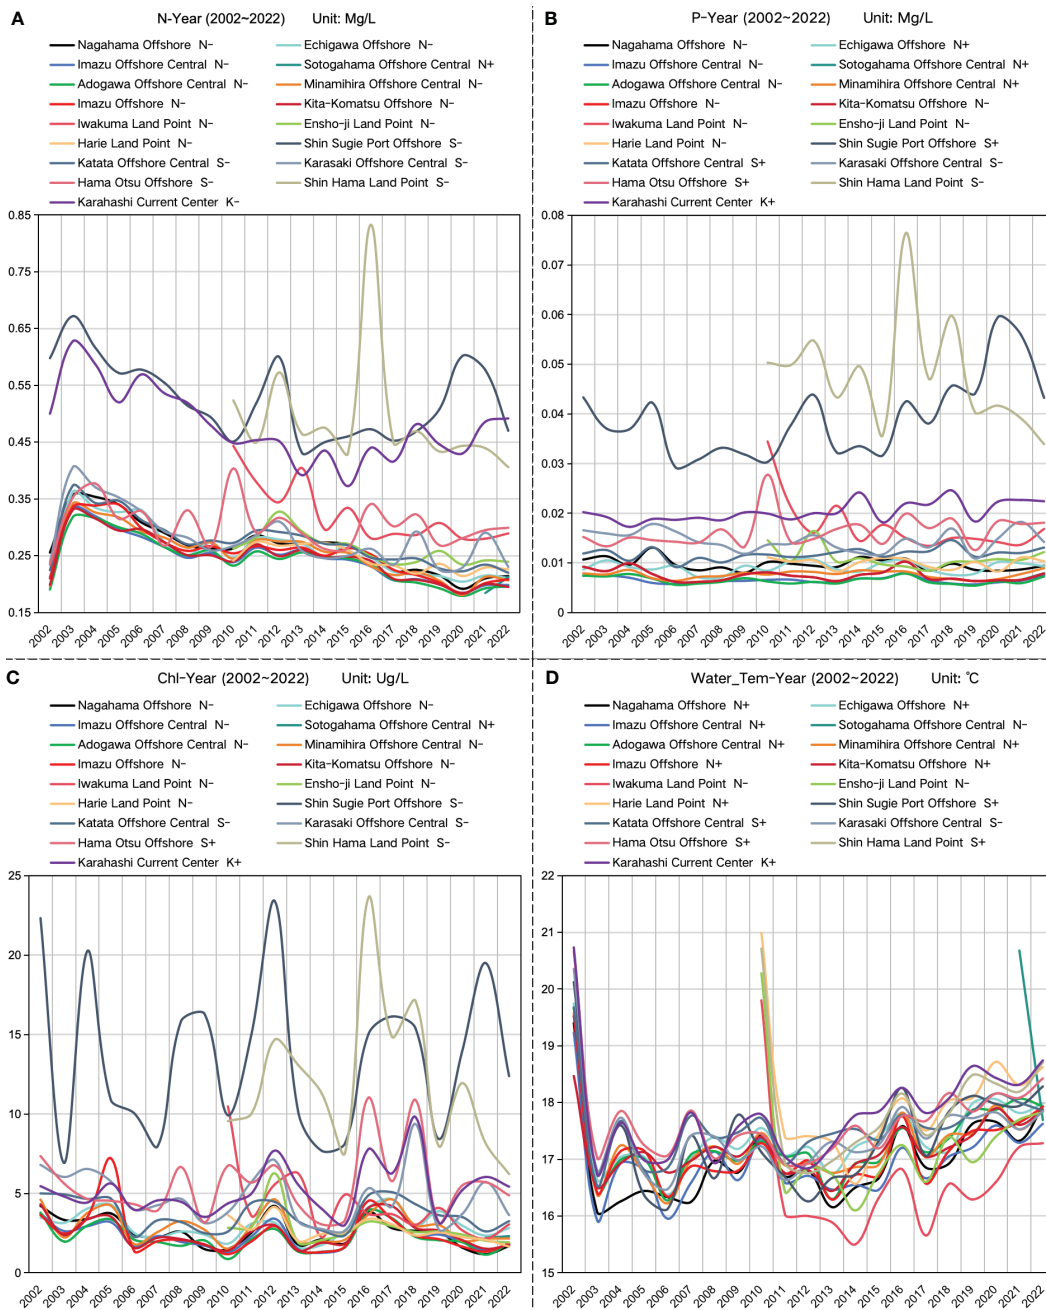 A N-Year (2002~2022) Unit: Mg/L
Nagahama Offshore N− Echigawa Offshore N−
Imazu Offshore Central N− Sotogahama Offshore Central N+
Adogawa Offshore Central N− Minamihira Offshore Central N−
Imazu Offshore N− Kita-Komatsu Offshore N−
Iwakuma Land Point N− Ensho-ji Land Point N−
Harie Land Point N− Shin Sugie Port Offshore S−
Katata Offshore Central S− Karasaki Offshore Central S−
Hama Otsu Offshore S− Shin Hama Land Point S−
Karahashi Current Center K−
0.85
0.75
0.65
0.55
0.45
0.35
0.25
0.15
2002 2003 2004 2005 2006 2007 2008 2009 2010 2011 2012 2013 2014 2015 2016 2017 2018 2019 2020 2021 2022
B P-Year (2002~2022) Unit: Mg/L
Nagahama Offshore N− Echigawa Offshore N+
Imazu Offshore Central N− Sotogahama Offshore Central N+
Adogawa Offshore Central N− Minamihira Offshore Central N+
Imazu Offshore N− Kita-Komatsu Offshore N−
Iwakuma Land Point N− Ensho-ji Land Point N−
Harie Land Point N− Shin Sugie Port Offshore S+
Katata Offshore Central S+ Karasaki Offshore Central S−
Hama Otsu Offshore S+ Shin Hama Land Point S−
Karahashi Current Center K+
0.08
0.07
0.06
0.05
0.04
0.03
0.02
0.01
0
2002 2003 2004 2005 2006 2007 2008 2009 2010 2011 2012 2013 2014 2015 2016 2017 2018 2019 2020 2021 2022
C Chl-Year (2002~2022) Unit: Ug/L
Nagahama Offshore N− Echigawa Offshore N−
Imazu Offshore Central N− Sotogahama Offshore Central N+
Adogawa Offshore Central N− Minamihira Offshore Central N−
Imazu Offshore N− Kita-Komatsu Offshore N−
Iwakuma Land Point N− Ensho-ji Land Point N−
Harie Land Point N− Shin Sugie Port Offshore S−
Katata Offshore Central S− Karasaki Offshore Central S−
Hama Otsu Offshore S+ Shin Hama Land Point S−
Karahashi Current Center K+
25
20
15
10
5
0
2002 2003 2004 2005 2006 2007 2008 2009 2010 2011 2012 2013 2014 2015 2016 2017 2018 2019 2020 2021 2022
D Water_Tem-Year (2002~2022) Unit: ℃
Nagahama Offshore N+ Echigawa Offshore N+
Imazu Offshore Central N+ Sotogahama Offshore Central N−
Adogawa Offshore Central N+ Minamihira Offshore Central N+
Imazu Offshore N+ Kita-Komatsu Offshore N+
Iwakuma Land Point N− Ensho-ji Land Point N−
Harie Land Point N+ Shin Sugie Port Offshore S+
Katata Offshore Central S+ Karasaki Offshore Central S−
Hama Otsu Offshore S+ Shin Hama Land Point S+
Karahashi Current Center K+
22
21
20
19
18
17
16
15
2002 2003 2004 2005 2006 2007 2008 2009 2010 2011 2012 2013 2014 2015 2016 2017 2018 2019 2020 2021 2022